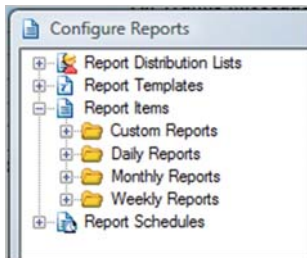 Configure Reports
Report Distribution Lists
Report Templates
Report Items
Custom Reports
Daily Reports
Monthly Reports
Weekly Reports
Report Schedules